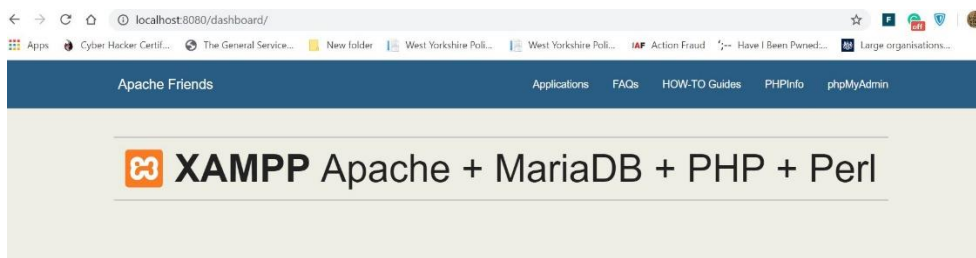 localhost:8080/dashboard/
off
Apps Cyber Hacker Certif... The General Service... New folder West Yorkshire Poli... West Yorkshire Poli... IAF Action Fraud ';-- Have I Been Pwned:... Large organisations...
Apache Friends Applications FAQs HOW-TO Guides PHPInfo phpMyAdmin
XAMPP Apache + MariaDB + PHP + Perl